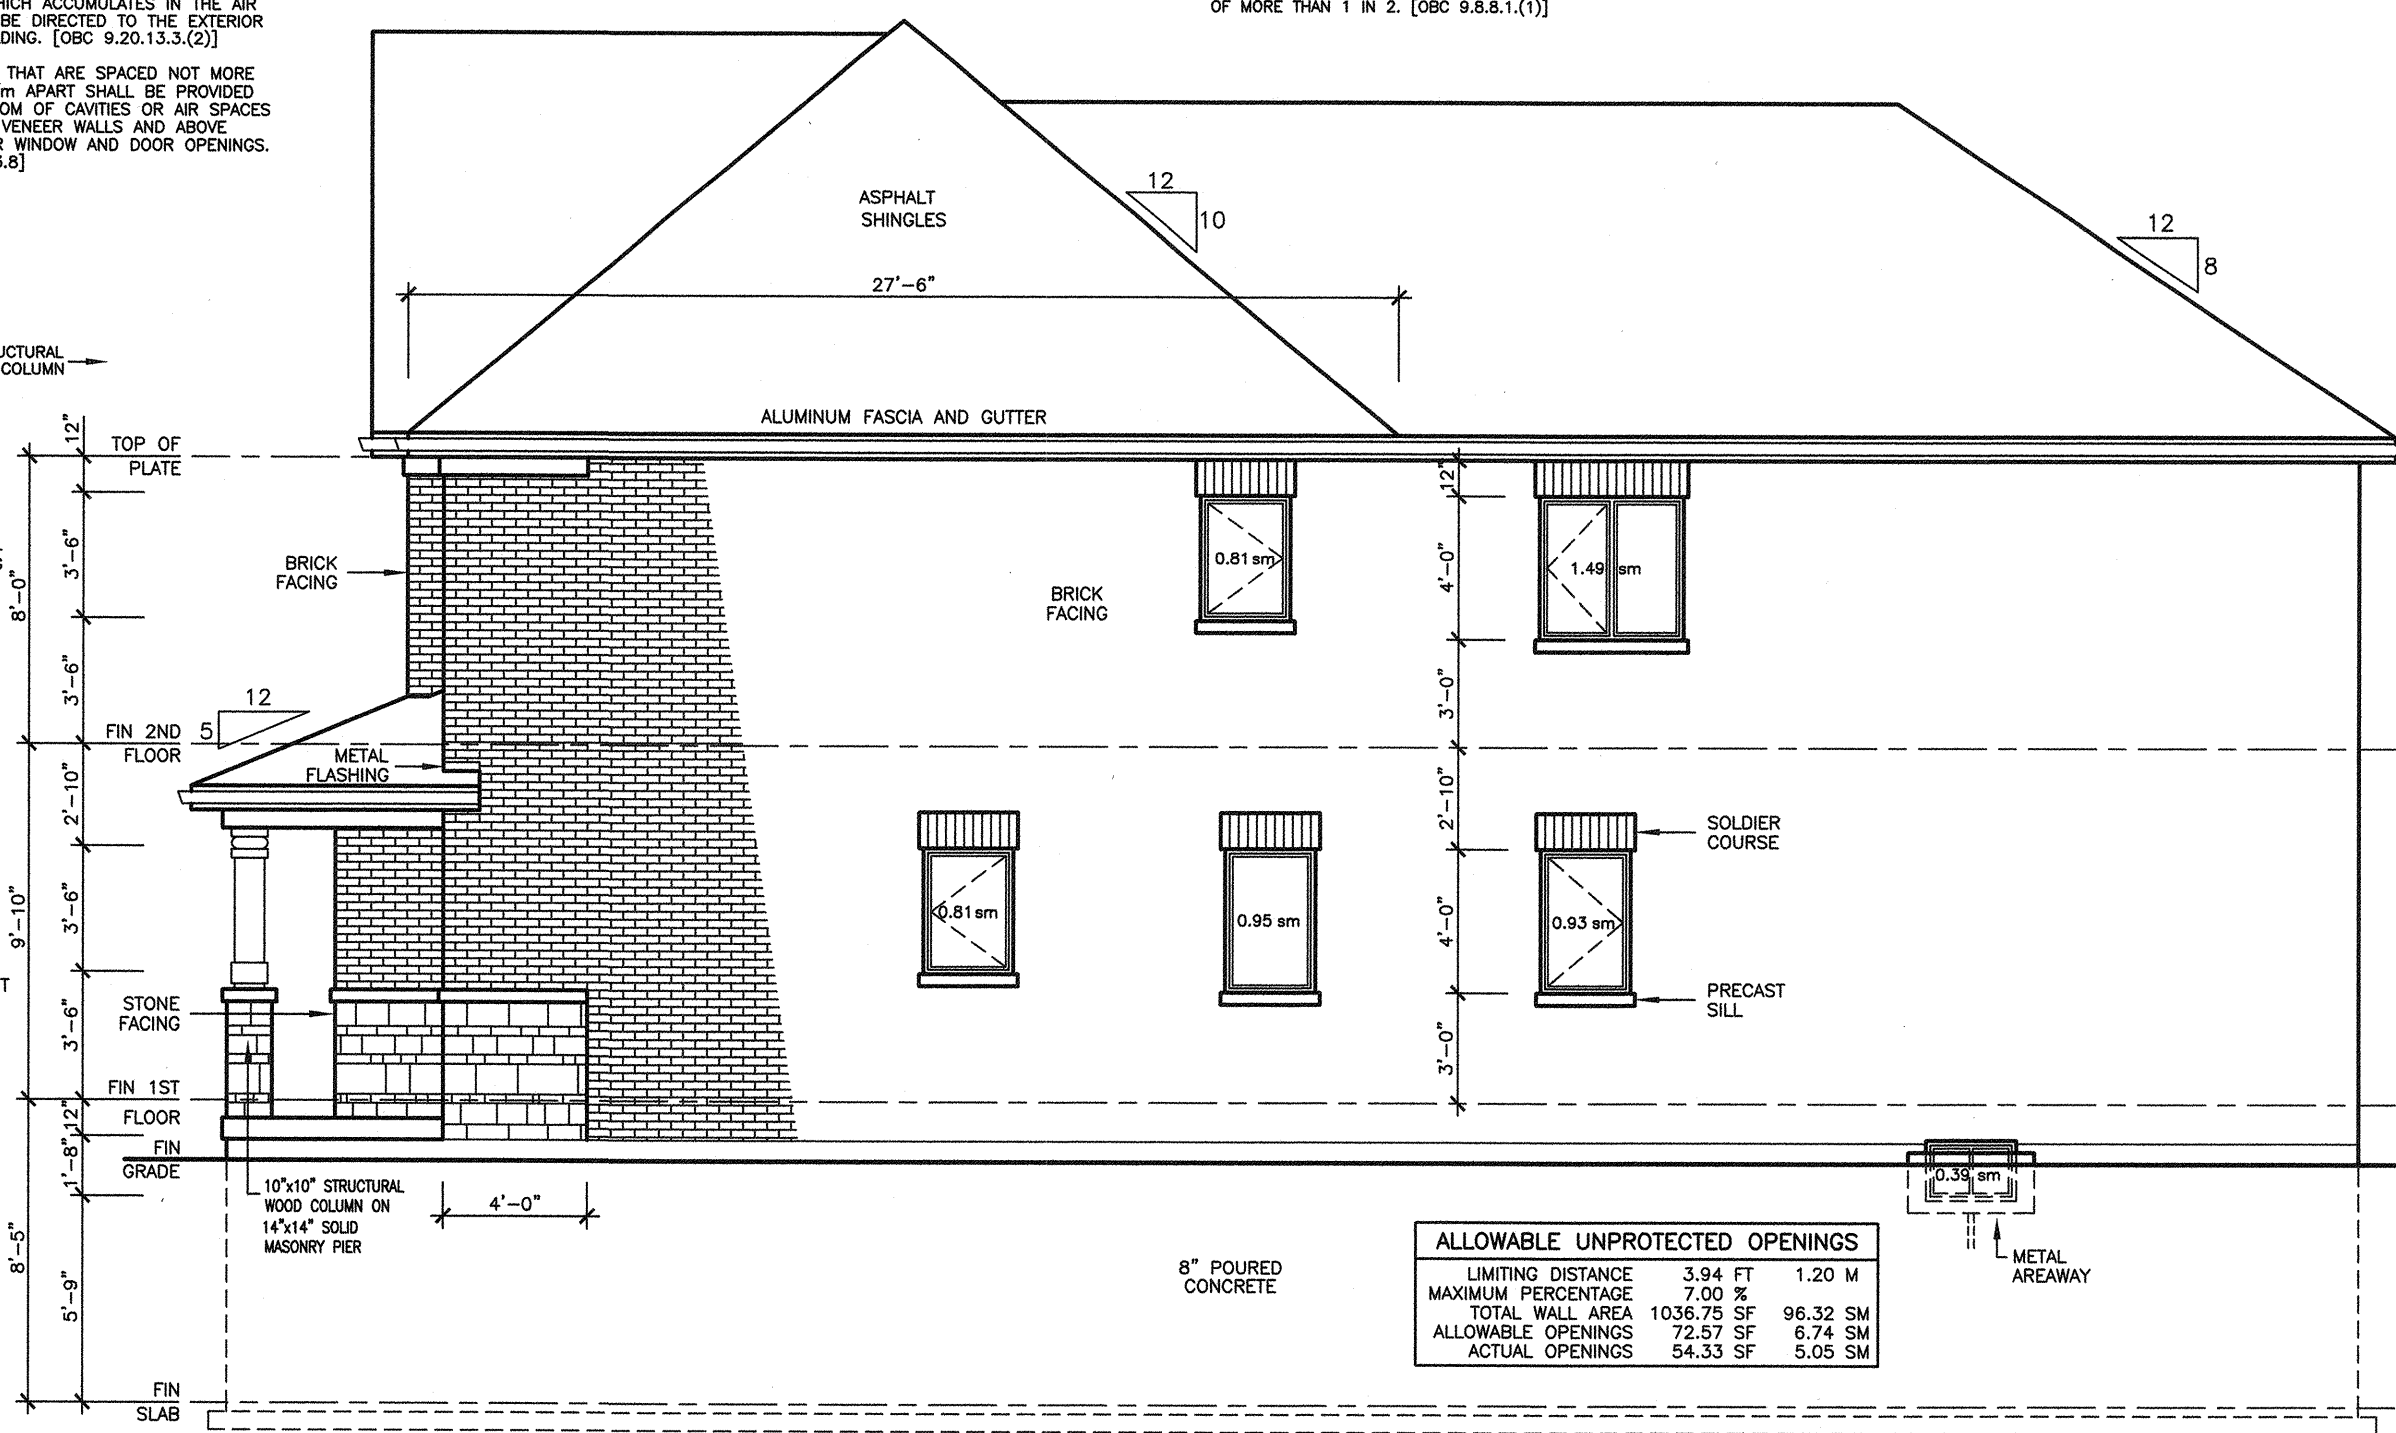 ACCUMULATES IN THE AIR
BE DIRECTED TO THE EXTERIOR
[OBC 9.20.13.3.(2)]
THAT ARE SPACED NOT MORE
APART SHALL BE PROVIDED
OF CAVITIES OR AIR SPACES
VENEER WALLS AND ABOVE
WINDOW AND DOOR OPENINGS.
OF MORE THAN 1 IN 2. [OBC 9.8.8.1.(1)]
ASPHALT
SHINGLES
12
10
12
8
27'-6"
COLUMN
ALUMINUM FASCIA AND GUTTER
12"
TOP OF
PLATE
8'-0"
3'-6"
3'-6"
BRICK
FACING
12
5
FIN 2ND
FLOOR
METAL
FLASHING
9'-10"
2'-10"
3'-6"
3'-6"
STONE
FACING
FIN 1ST
FLOOR
12"
FIN
GRADE
1'-8"
8'-5"
5'-9"
FIN
SLAB
10"x10" STRUCTURAL
WOOD COLUMN ON
14"x14" SOLID
MASONRY PIER
4'-0"
BRICK
FACING
0.81 sm
12"
4'-0"
3'-0"
1.49 sm
2'-10"
4'-0"
3'-0"
0.81 sm
0.95 sm
0.93 sm
SOLDIER
COURSE
PRECAST
SILL
0.39 sm
METAL
AREAWAY
8" POURED
CONCRETE
ALLOWABLE UNPROTECTED OPENINGS
LIMITING DISTANCE 3.94 FT 1.20 M
MAXIMUM PERCENTAGE 7.00 %
TOTAL WALL AREA 1036.75 SF 96.32 SM
ALLOWABLE OPENINGS 72.57 SF 6.74 SM
ACTUAL OPENINGS 54.33 SF 5.05 SM